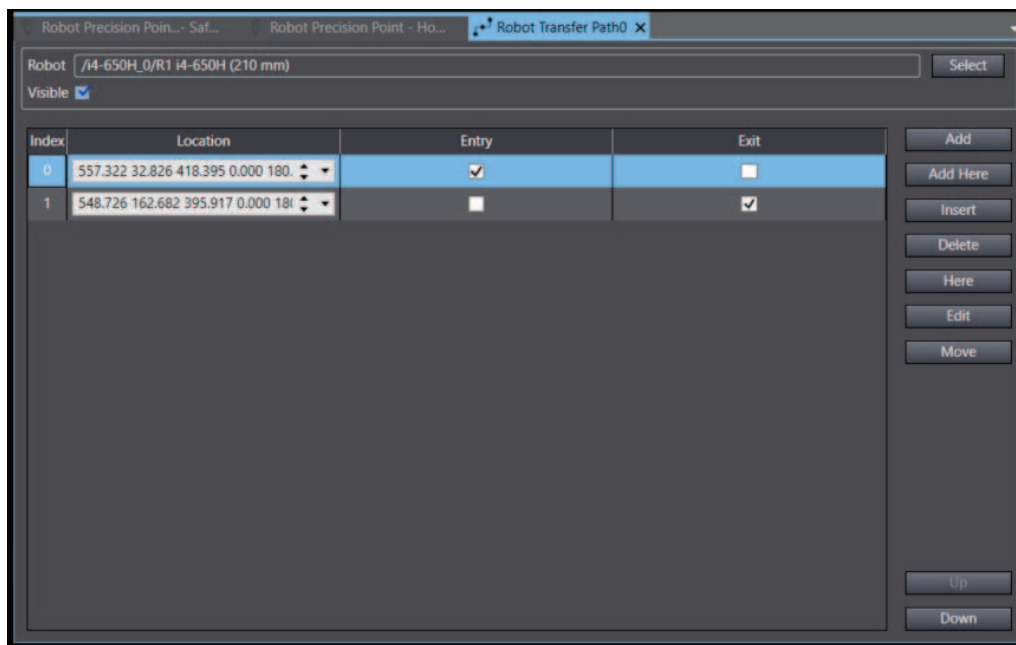 Robot Precision Poin...- Saf... Robot Precision Point - Ho... Robot Transfer Path0 X
Robot /i4-650H_0/R1 i4-650H (210 mm) Select
Visible
Index Location Entry Exit Add
0 557.322 32.826 418.395 0.000 180. Add Here
1 548.726 162.682 395.917 0.000 18( Insert
Delete
Here
Edit
Move
Up
Down